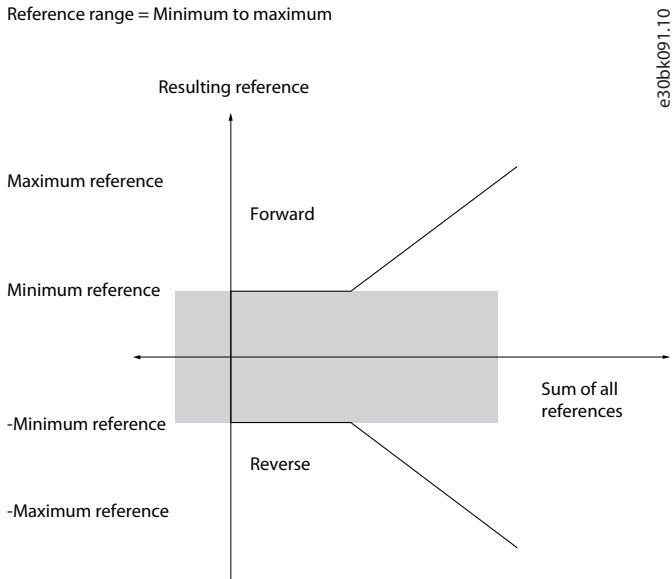 Reference range = Minimum to maximum
e30bk091.10
Resulting reference
Maximum reference
Forward
Minimum reference
Sum of all
references
-Minimum reference
Reverse
-Maximum reference